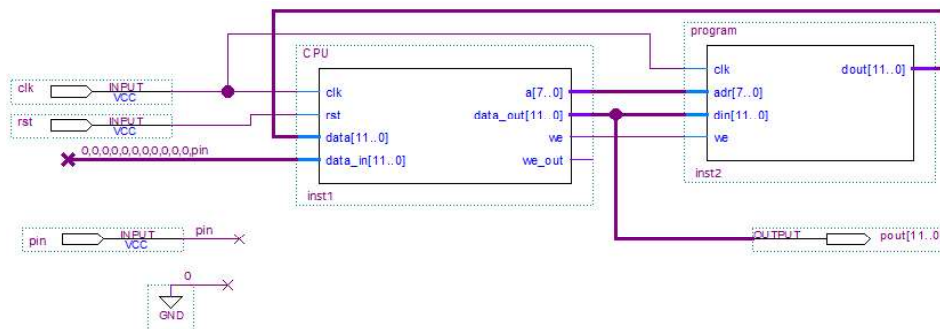 program
CPU
clk INPUT VCC
rst INPUT VCC
0,0,0,0,0,0,0,0,0,0,0,pin
clk a[7..0]
rst data_out[11..0]
data[11..0] we
data_in[11..0] we_out
inst1
clk dout[11..0]
adr[7..0]
din[11..0]
we
inst2
pin INPUT VCC pin
OUTPUT pout[11..0
0
GND